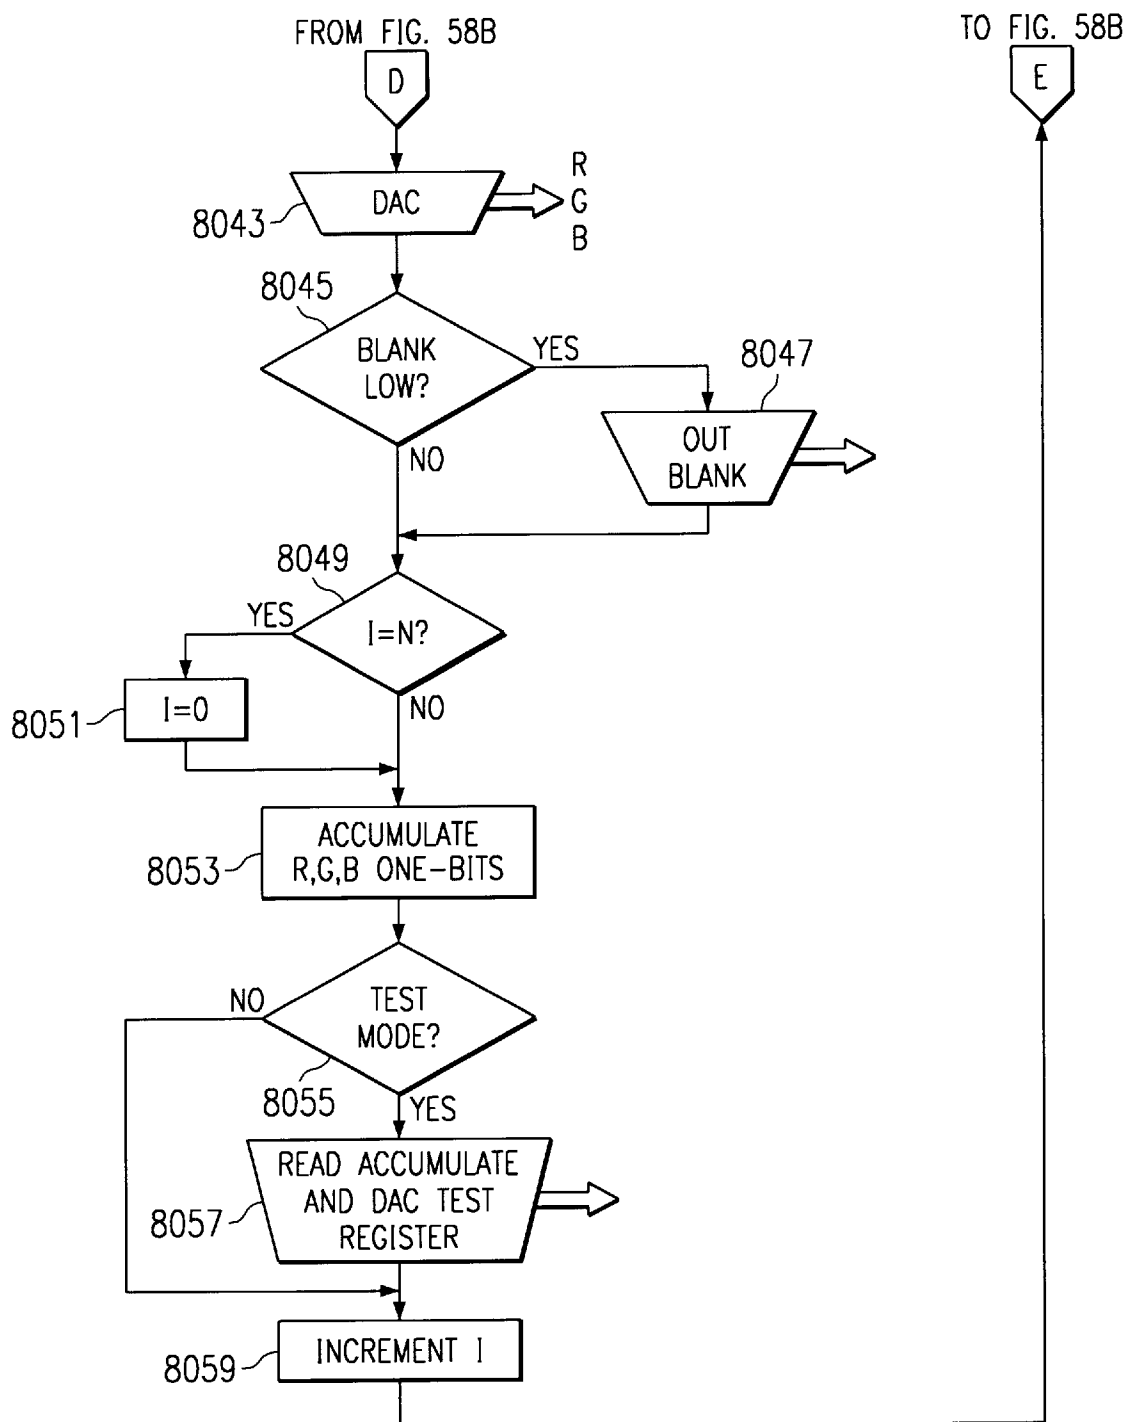 FROM FIG. 58B
TO FIG. 58B
D
E
DAC
R
G
B
8043
8045
BLANK
LOW?
YES
8047
OUT
BLANK
NO
8049
YES
I=N?
NO
I=0
8051
ACCUMULATE
R,G,B ONE-BITS
8053
NO
TEST
MODE?
8055
YES
READ ACCUMULATE
AND DAC TEST
REGISTER
8057
INCREMENT I
8059